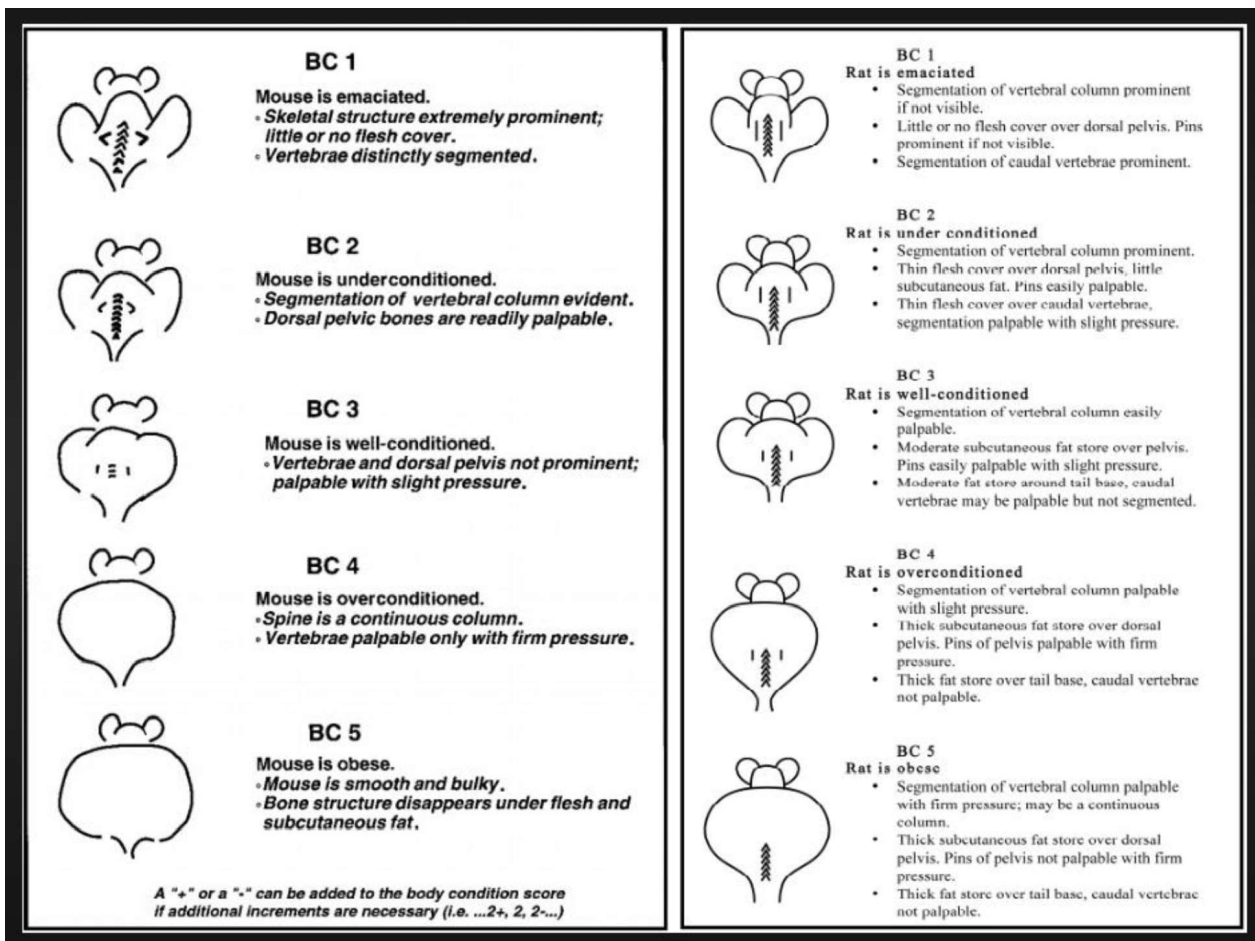 BC 1
Mouse is emaciated.
◦ Skeletal structure extremely prominent;
little or no flesh cover.
◦ Vertebrae distinctly segmented.
BC 2
Mouse is underconditioned.
◦ Segmentation of vertebral column evident.
◦ Dorsal pelvic bones are readily palpable.
BC 3
Mouse is well-conditioned.
◦ Vertebrae and dorsal pelvis not prominent;
palpable with slight pressure.
BC 4
Mouse is overconditioned.
◦ Spine is a continuous column.
◦ Vertebrae palpable only with firm pressure.
BC 5
Mouse is obese.
◦ Mouse is smooth and bulky.
◦ Bone structure disappears under flesh and
subcutaneous fat.
A "+" or a "-" can be added to the body condition score
if additional increments are necessary (i.e. ...2+, 2, 2-...)
BC 1
Rat is emaciated
• Segmentation of vertebral column prominent
if not visible.
• Little or no flesh cover over dorsal pelvis. Pins
prominent if not visible.
• Segmentation of caudal vertebrae prominent.
BC 2
Rat is under conditioned
• Segmentation of vertebral column prominent.
• Thin flesh cover over dorsal pelvis, little
subcutaneous fat. Pins easily palpable.
• Thin flesh cover over caudal vertebrae,
segmentation palpable with slight pressure.
BC 3
Rat is well-conditioned
• Segmentation of vertebral column easily
palpable.
• Moderate subcutaneous fat store over pelvis.
Pins easily palpable with slight pressure.
• Moderate fat store around tail base, caudal
vertebrae may be palpable but not segmented.
BC 4
Rat is overconditioned
• Segmentation of vertebral column palpable
with slight pressure.
• Thick subcutaneous fat store over dorsal
pelvis. Pins of pelvis palpable with firm
pressure.
• Thick fat store over tail base, caudal vertebrae
not palpable.
BC 5
Rat is obese
• Segmentation of vertebral column palpable
with firm pressure; may be a continuous
column.
• Thick subcutaneous fat store over dorsal
pelvis. Pins of pelvis not palpable with firm
pressure.
• Thick fat store over tail base, caudal vertebrae
not palpable.